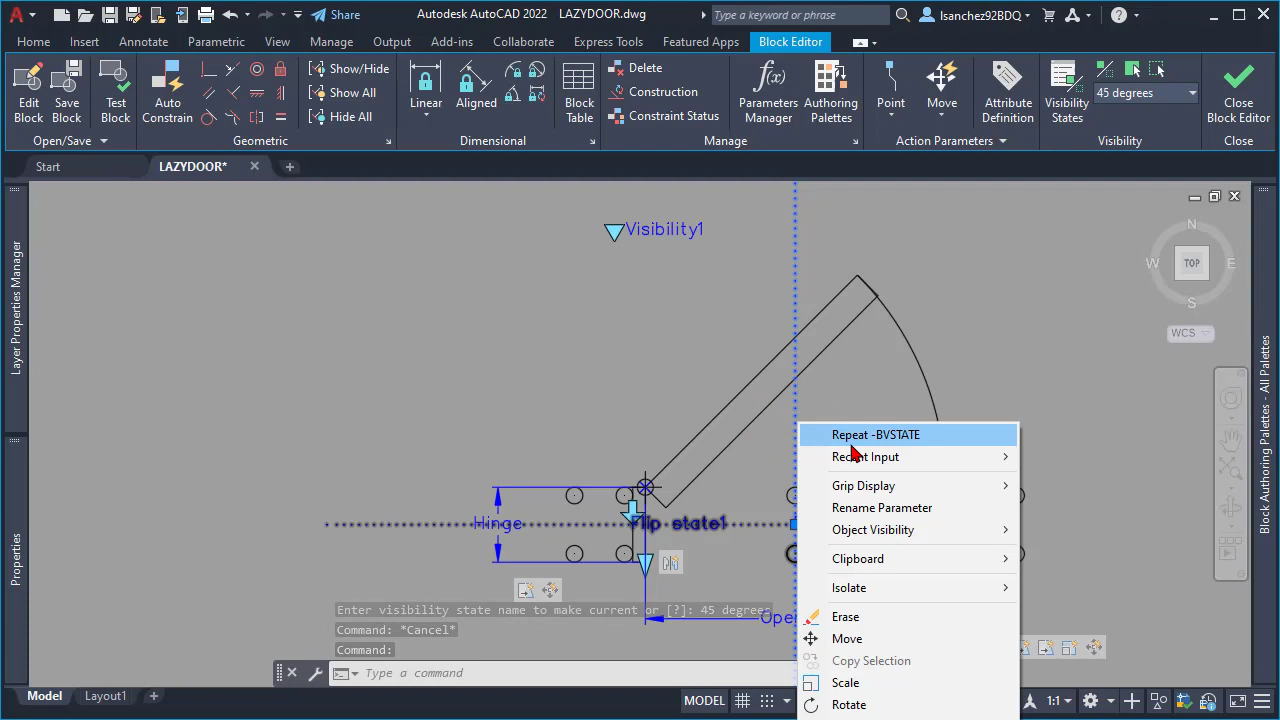 Share
Autodesk AutoCAD 2022 LAZYDOOR.dwg
Type a keyword or phrase
lsanchez92BDQ
Home Insert Annotate Parametric View Manage Output Add-ins Collaborate Express Tools Featured Apps Block Editor
Edit Block
Save Block
Test Block
Open/Save
Auto Constrain
Show/Hide
Show All
Hide All
Geometric
Linear
Aligned
Block Table
Dimensional
Delete
Construction
Constraint Status
Parameters Manager
Authoring Palettes
Manage
Point
Move
Attribute Definition
Action Parameters
Visibility States
45 degrees
Visibility
Close Block Editor
Close
Start
LAZYDOOR*
Layer Properties Manager
Properties
Visibility1
N
W
TOP
E
S
WCS
Block Authoring Palettes - All Palettes
Hinge
Flip state1
Repeat -BVSTATE
Recent Input
Grip Display
Rename Parameter
Object Visibility
Clipboard
Isolate
Erase
Move
Copy Selection
Scale
Rotate
Enter visibility state name to make current or [?]: 45 degrees
Command: *Cancel*
Command:
Type a command
Model
Layout1
MODEL
1:1